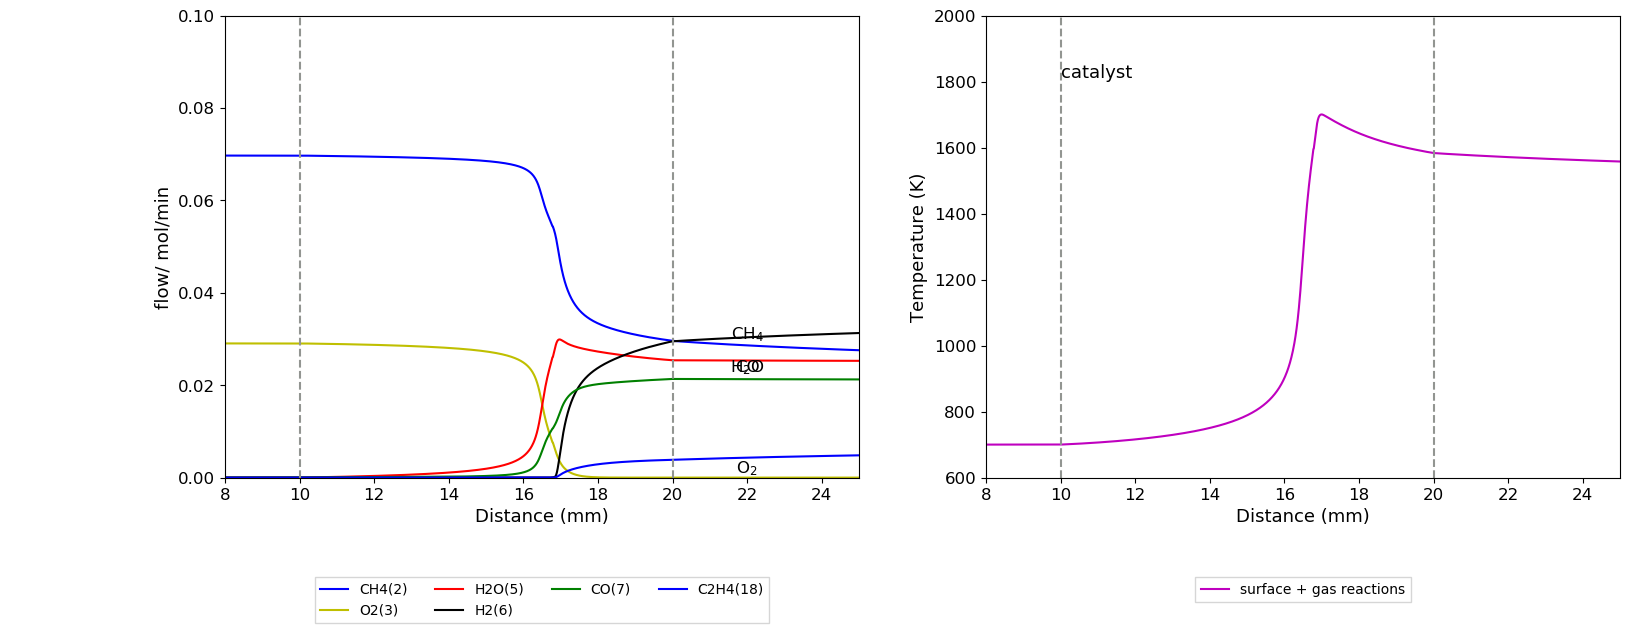 0.10
0.08
0.06
0.04
0.02
0.00
flow/ mol/min
CH₄
H₂O
CO
O₂
8 10 12 14 16 18 20 22 24
Distance (mm)
CH4(2) H2O(5) CO(7) C2H4(18)
O2(3) H2(6)
2000
1800
1600
1400
1200
1000
800
600
Temperature (K)
catalyst
8 10 12 14 16 18 20 22 24
Distance (mm)
surface + gas reactions